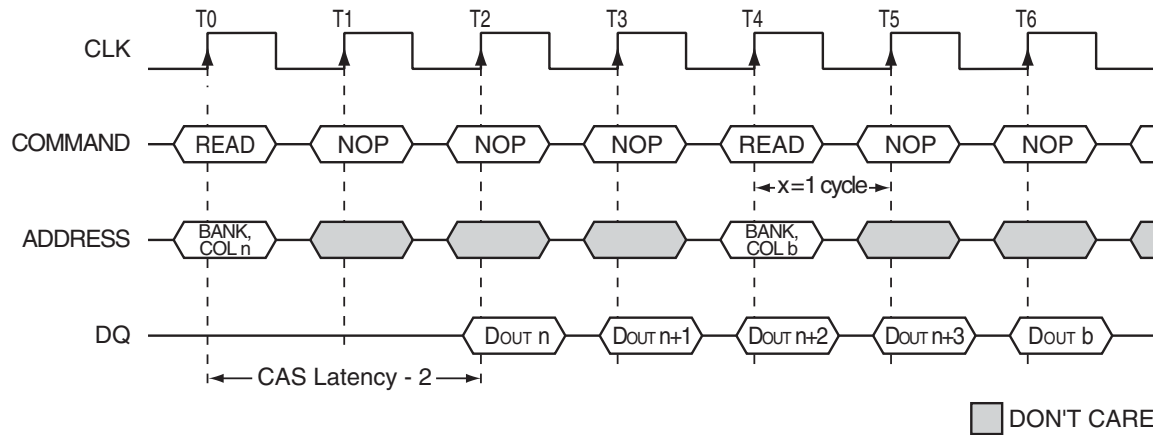 T0 T1 T2 T3 T4 T5 T6
CLK
COMMAND READ NOP NOP NOP READ NOP NOP
x=1 cycle
ADDRESS BANK, COL n BANK, COL b
DQ DOUT n DOUT n+1 DOUT n+2 DOUT n+3 DOUT b
CAS Latency - 2
DON'T CARE